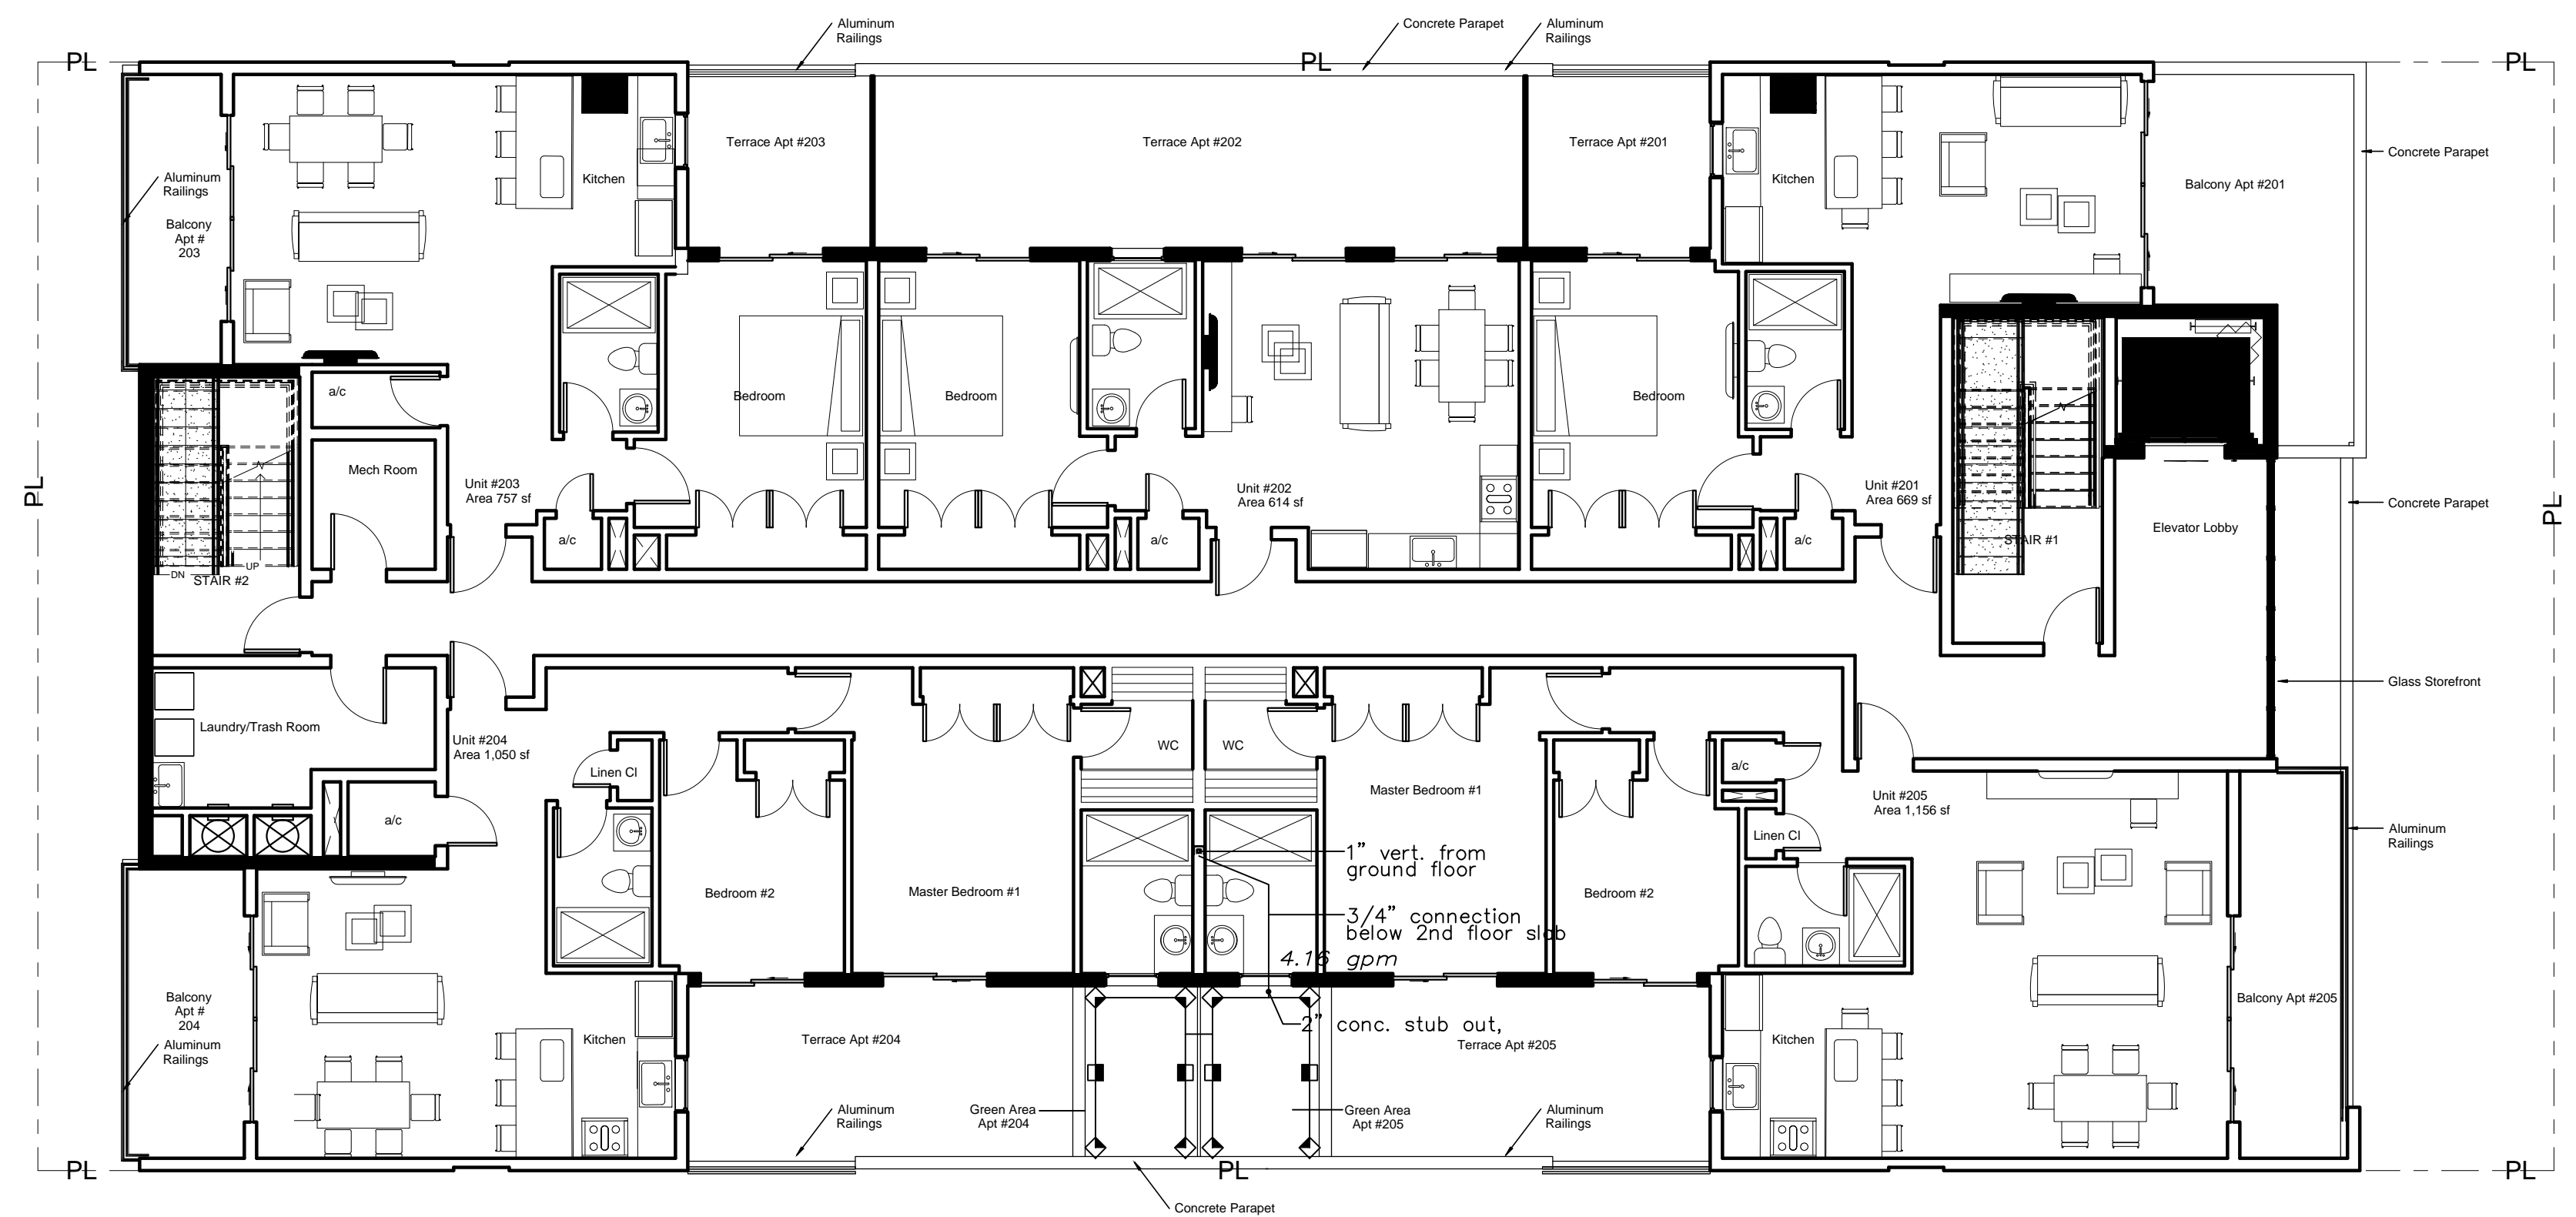 Aluminum
Railings
Concrete Parapet
Aluminum
Railings
PL
PL
PL
Terrace Apt #203
Terrace Apt #202
Terrace Apt #201
Concrete Parapet
Aluminum
Railings
Kitchen
Kitchen
Balcony Apt #201
Balcony
Apt #
203
a/c
Bedroom
Bedroom
Bedroom
Mech Room
Unit #203
Area 757 sf
Unit #202
Area 614 sf
Unit #201
Area 669 sf
PL
PL
Concrete Parapet
Elevator Lobby
a/c
a/c
a/c
STAIR #1
UP
DN
STAIR #2
Glass Storefront
Laundry/Trash Room
Unit #204
Area 1,050 sf
WC
WC
Linen Cl
a/c
Master Bedroom #1
Unit #205
Area 1,156 sf
a/c
Linen Cl
Aluminum
Railings
1" vert. from
ground floor
Bedroom #2
Master Bedroom #1
Bedroom #2
3/4" connection
below 2nd floor slab
4.16 gpm
Balcony
Apt #
204
Balcony Apt #205
2" conc. stub out,
Aluminum
Railings
Kitchen
Terrace Apt #204
Terrace Apt #205
Kitchen
Aluminum
Railings
Green Area
Apt #204
Green Area
Apt #205
Aluminum
Railings
PL
PL
PL
Concrete Parapet